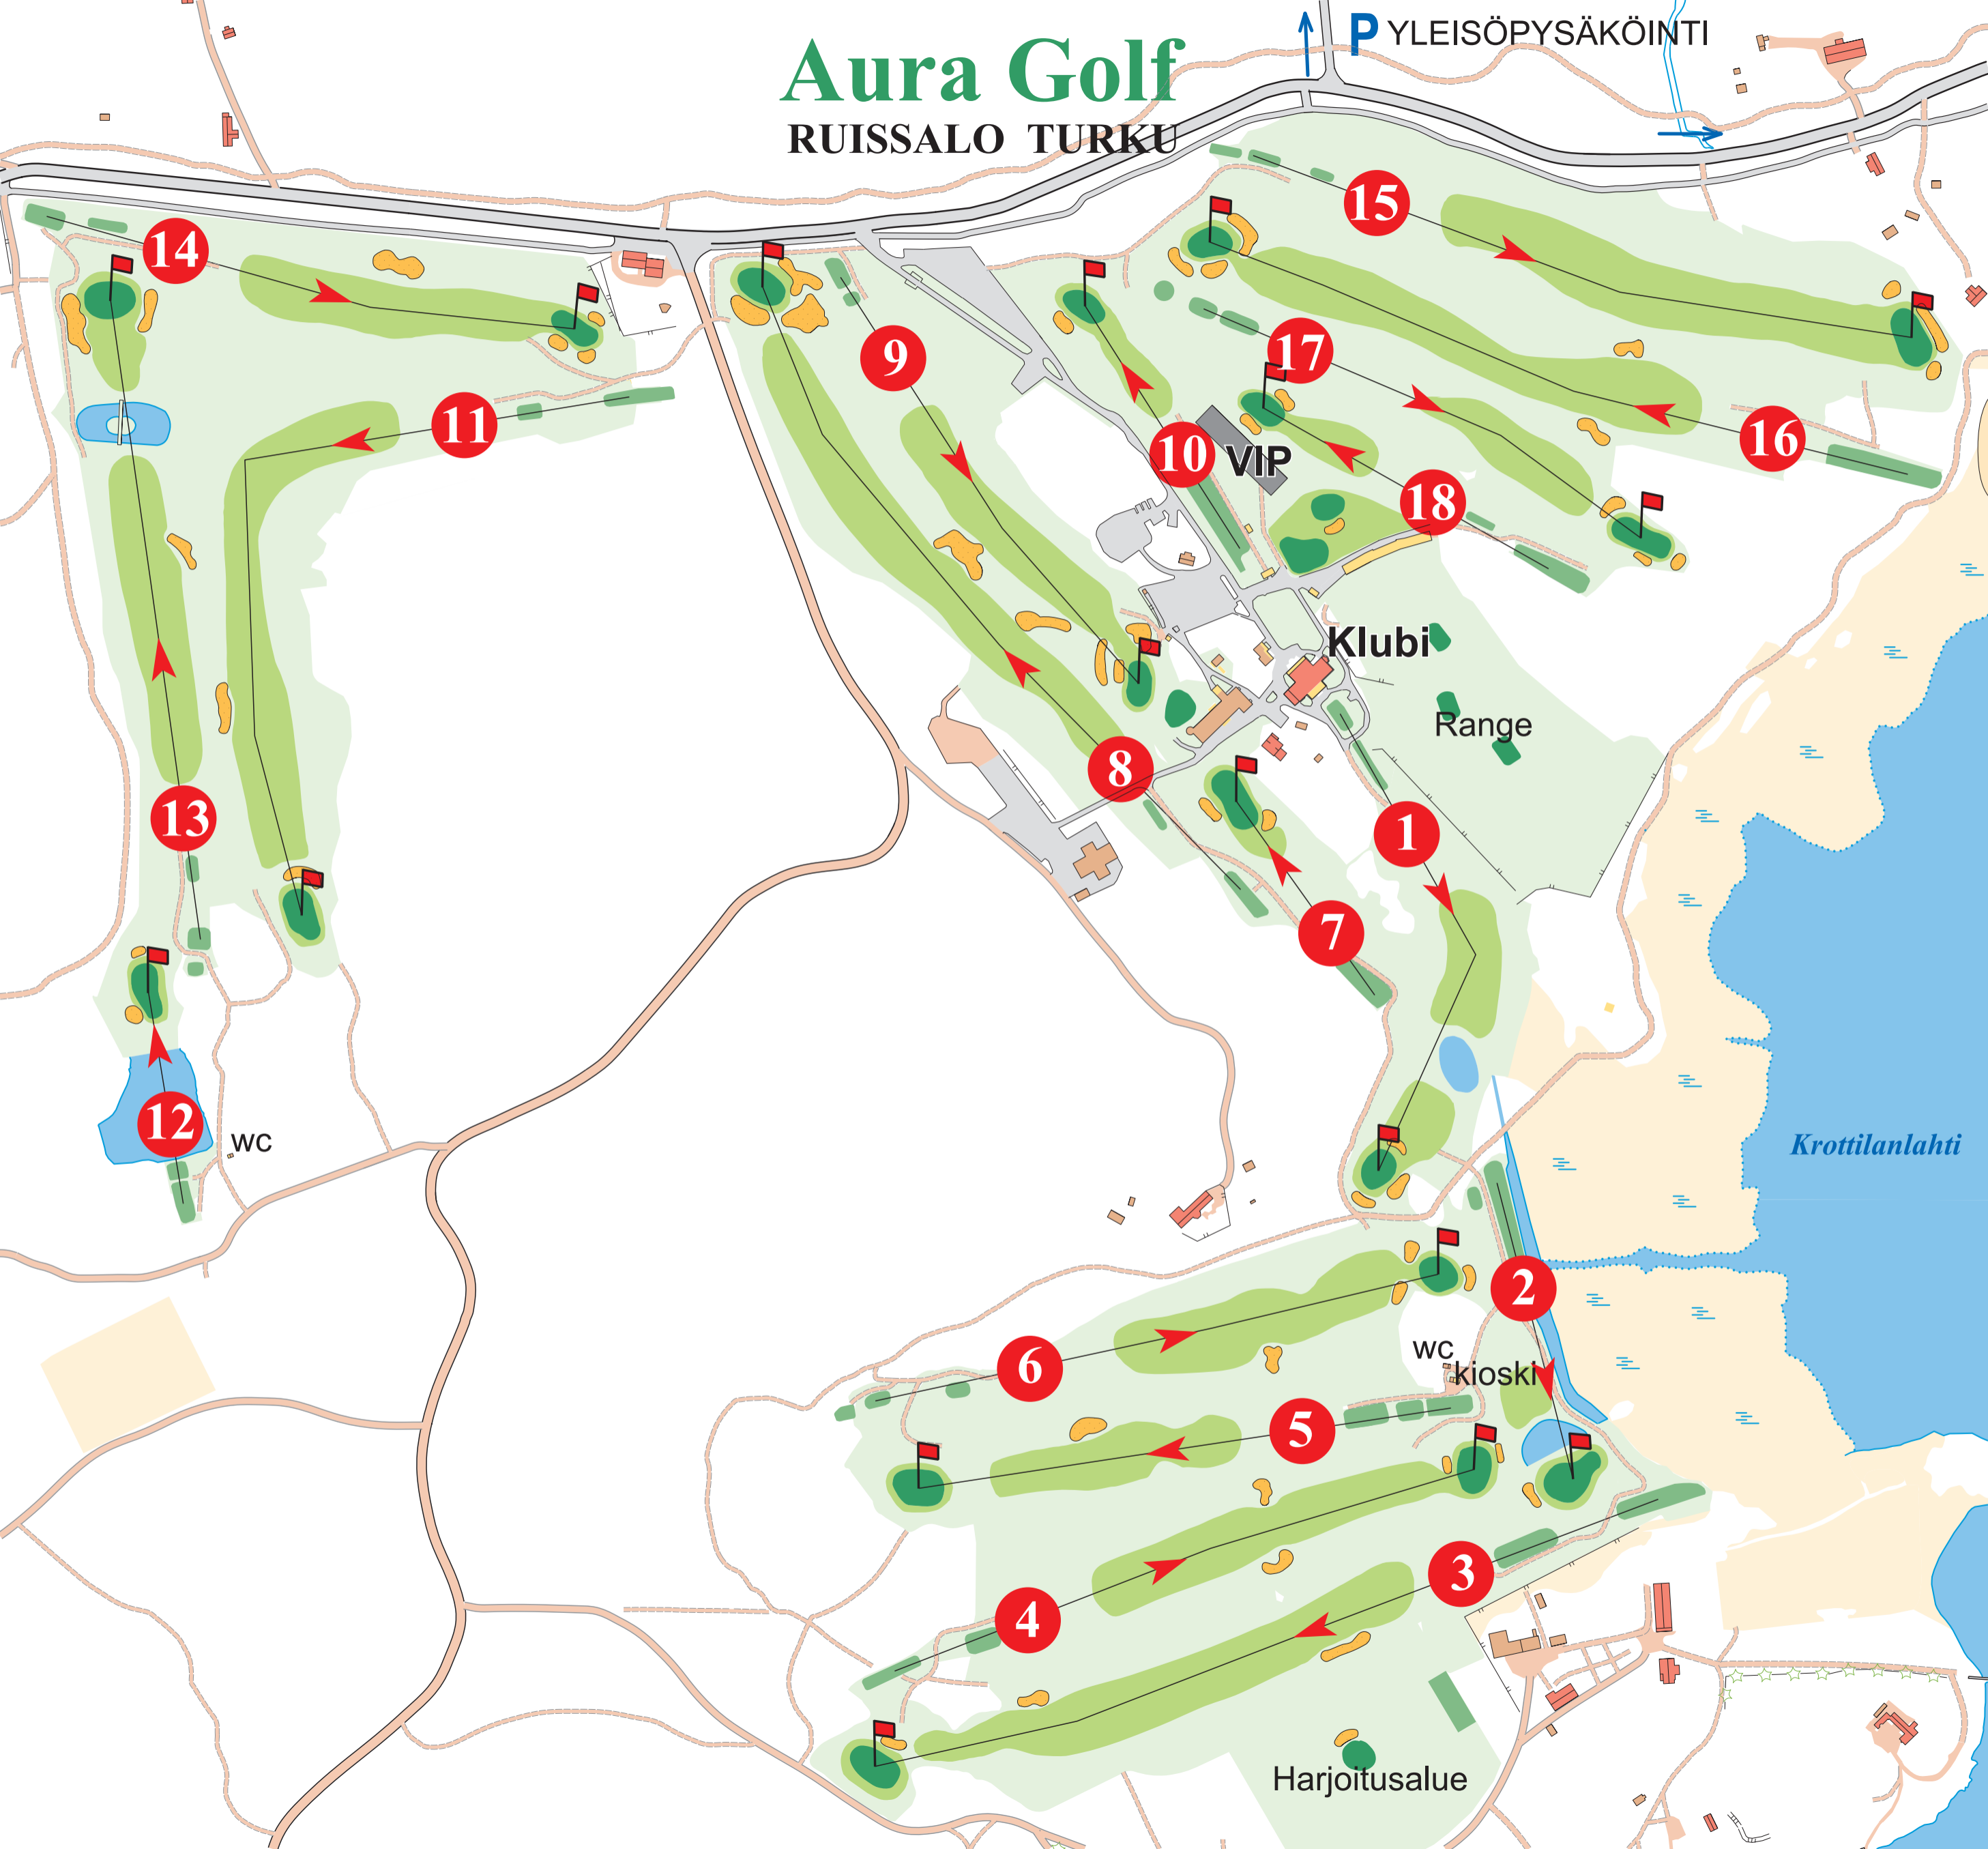 P YLEISÖPYSÄKÖINTI
Aura Golf
RUISSALO TURKU
15
14
17
9
11
16
10
VIP
18
Klubi
Range
8
13
1
7
12
wc
Krottilanlahti
2
wc
kioski
6
5
3
4
Harjoitusalue